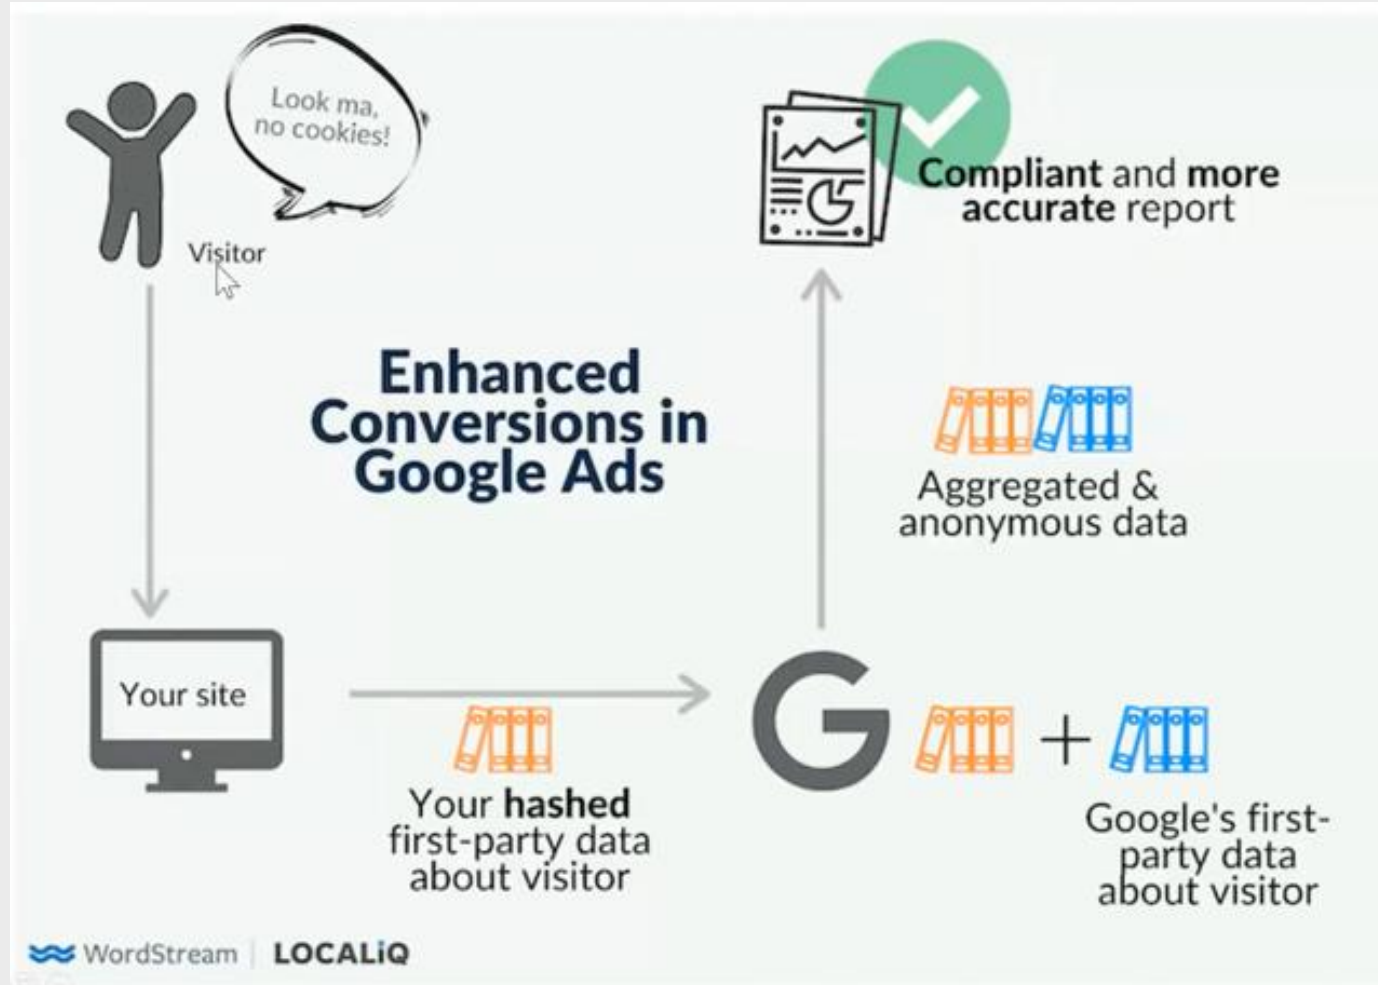 Look ma,
no cookies!
Visitor
Compliant and more
accurate report
Enhanced
Conversions in
Google Ads
Aggregated &
anonymous data
Your site
Your hashed
first-party data
about visitor
G
+
Google's first-
party data
about visitor
WordStream | LOCALiQ